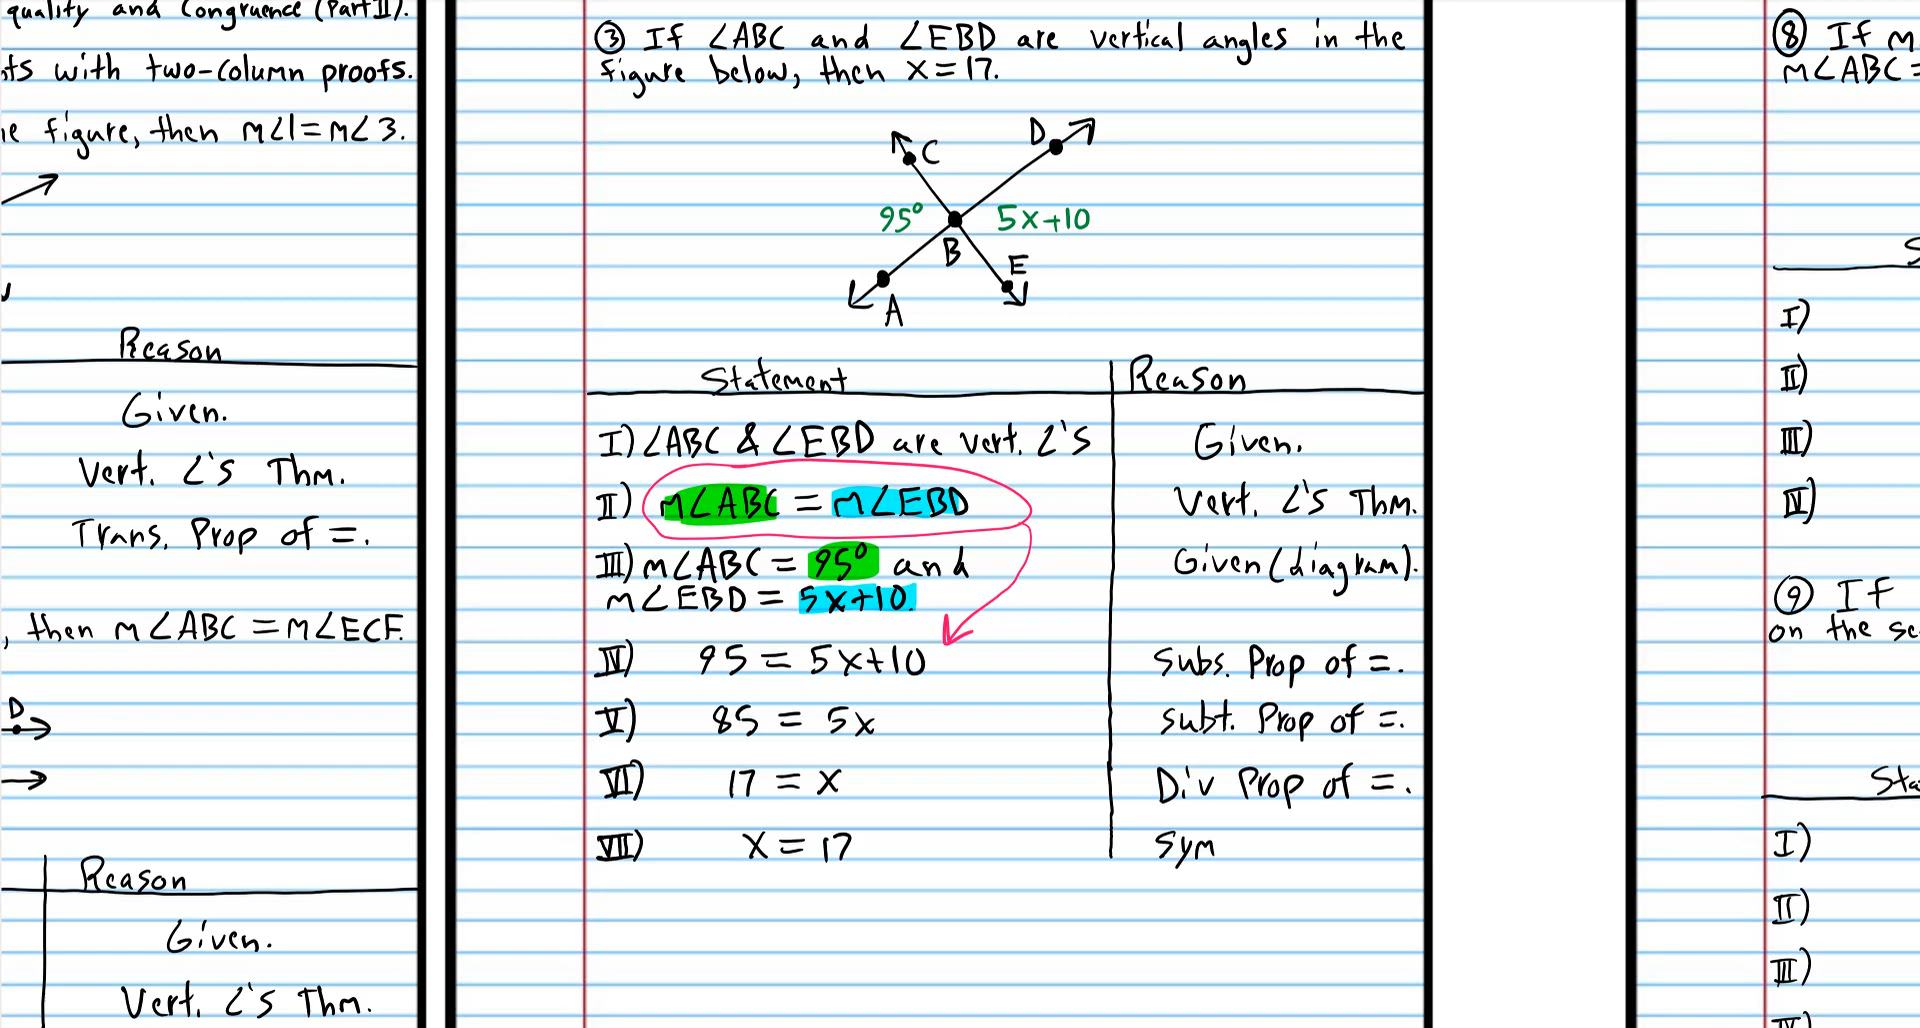 quality and Congruence (Part II).
with two-column proofs.
figure, then m∠1=m∠3.
Reason
Given.
Vert. ∠'s Thm.
Trans. Prop of =.
, then m∠ABC = m∠ECF.
D
Reason
Given.
Vert. ∠'s Thm.
③ If ∠ABC and ∠EBD are vertical angles in the
figure below, then x=17.
C
D
95°
5x+10
B
E
A
Statement
Reason
I) ∠ABC & ∠EBD are vert. ∠'s
Given.
II) m∠ABC = m∠EBD
Vert. ∠'s Thm.
III) m∠ABC = 95° and
m∠EBD = 5x+10.
Given (diagram).
IV) 95 = 5x+10
Subs. Prop of =.
V) 85 = 5x
Subt. Prop of =.
VI) 17 = x
Div Prop of =.
VII) x = 17
Sym
⑧ If m
m∠ABC =
S
I)
II)
III)
IV)
⑨ If
on the sc
Sta
I)
II)
III)